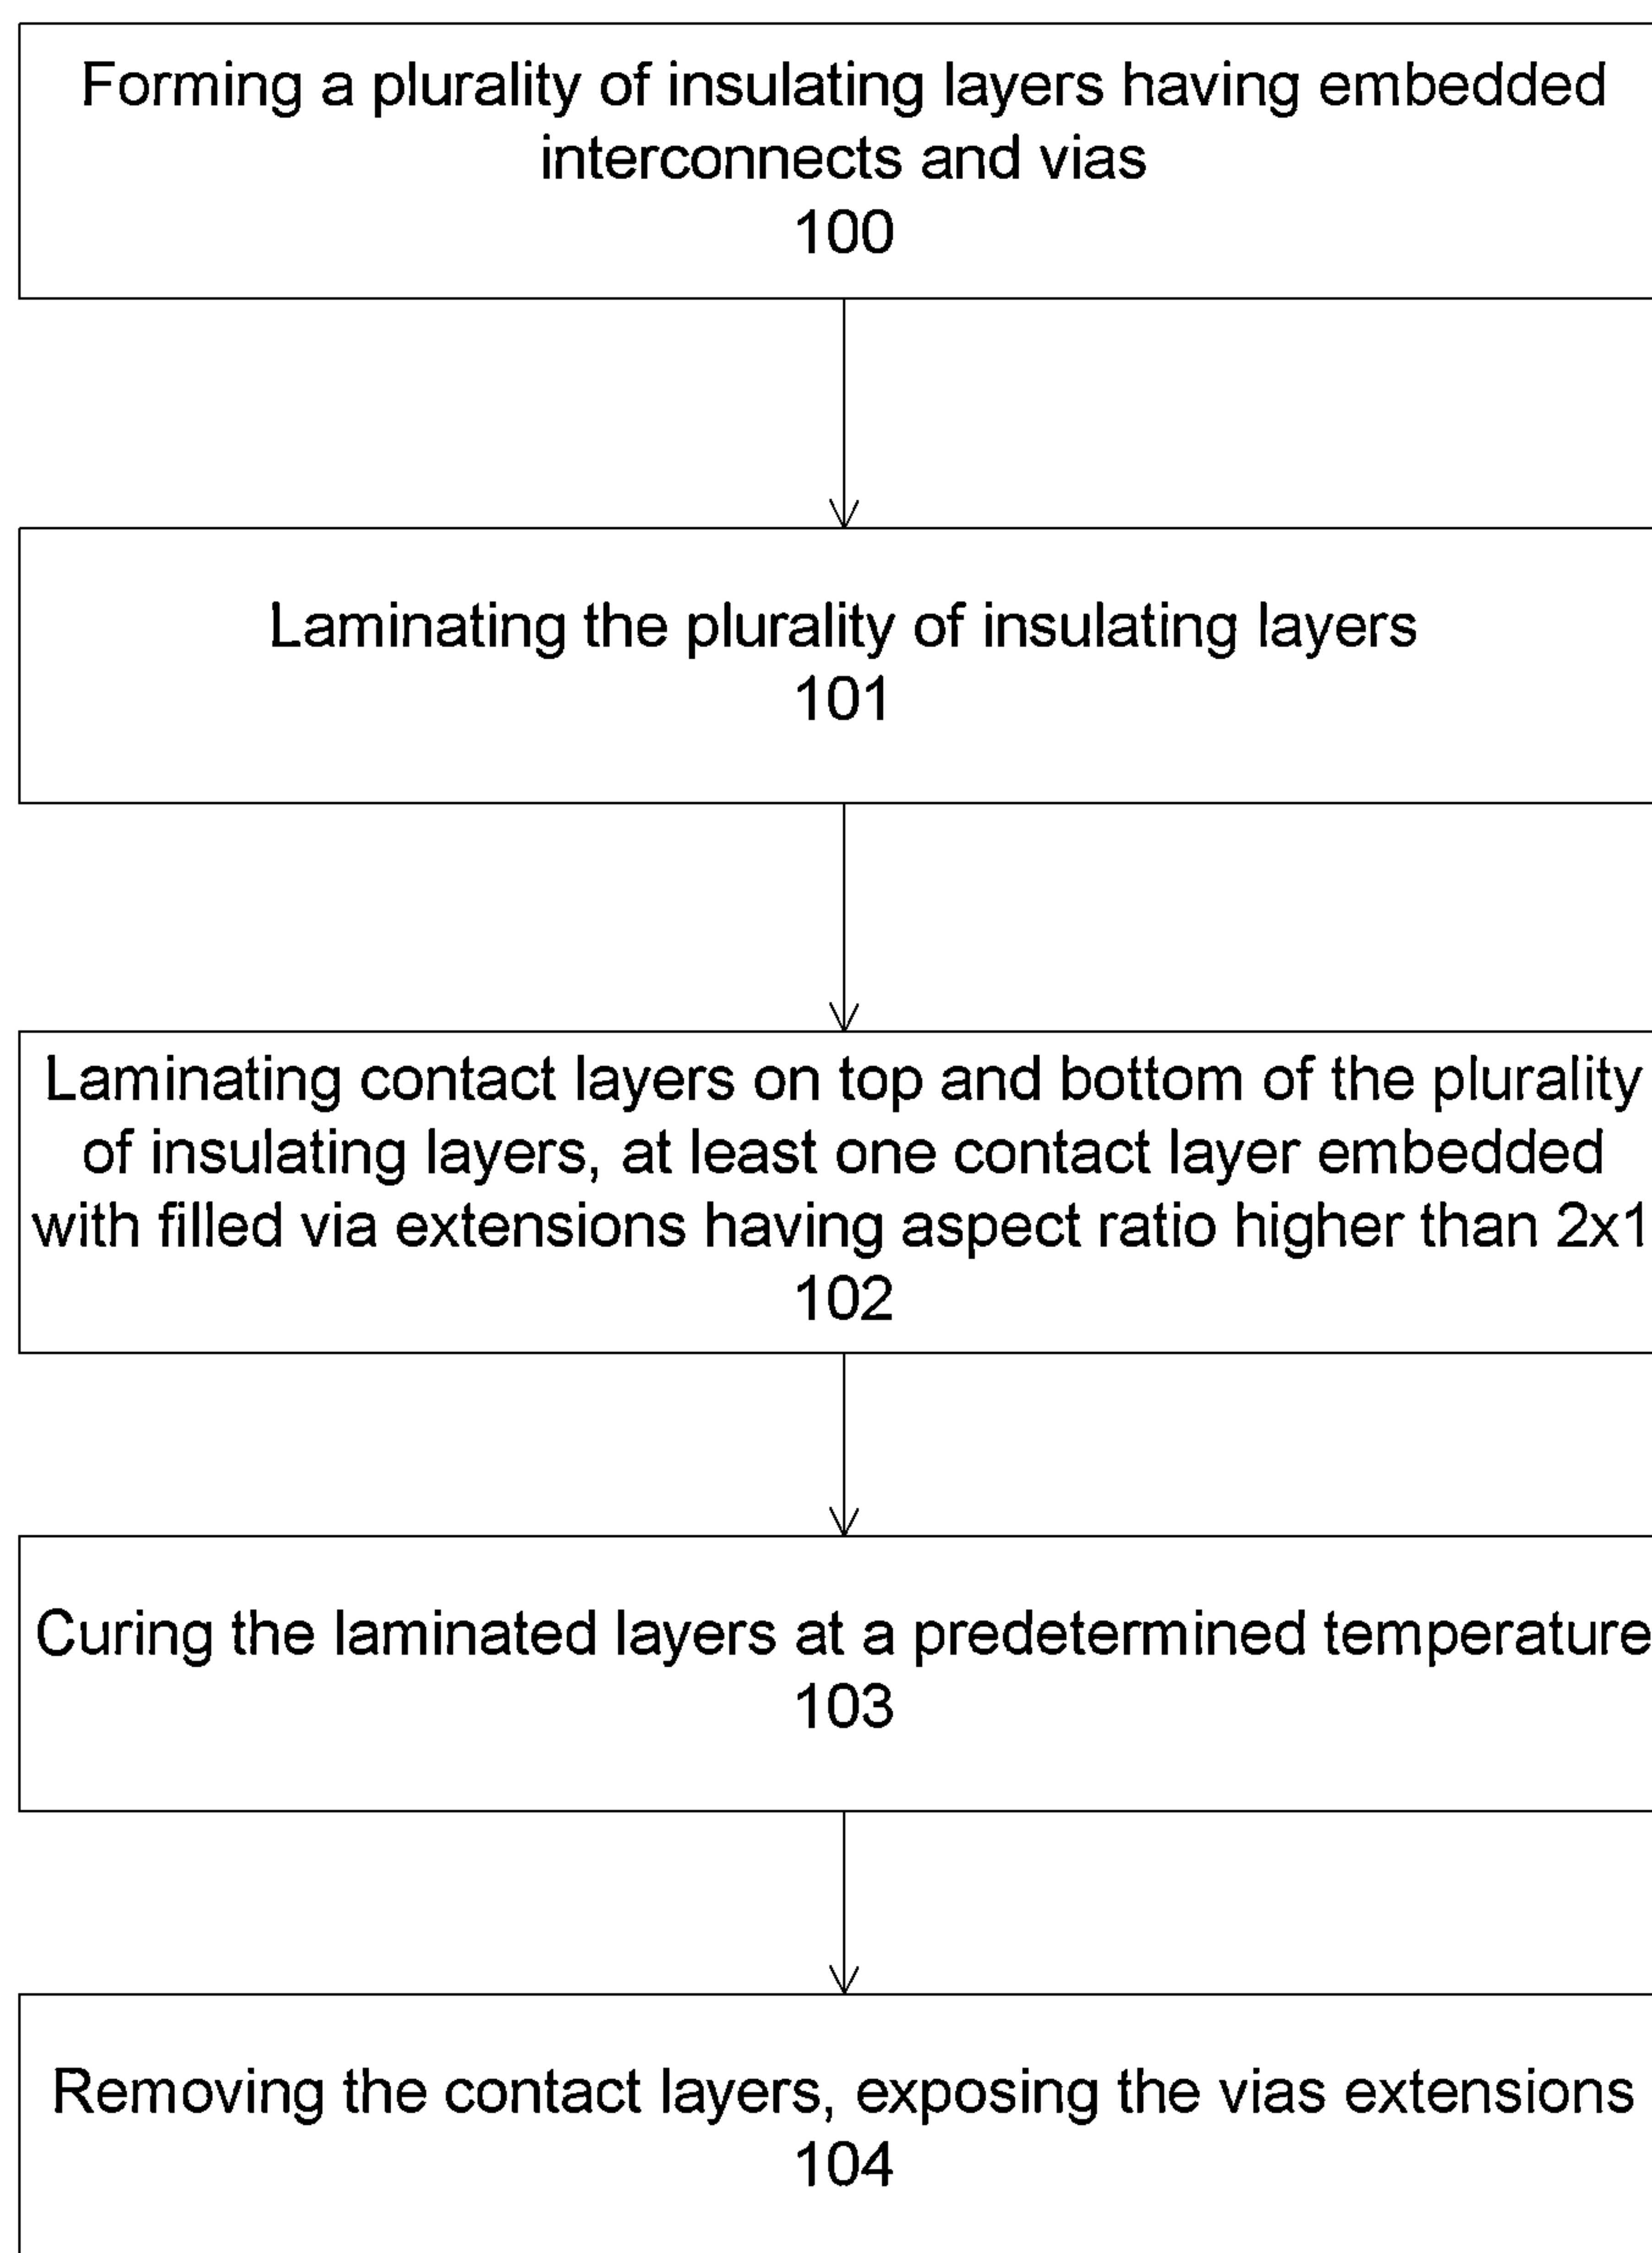 Forming a plurality of insulating layers having embedded
interconnects and vias
100
Laminating the plurality of insulating layers
101
Laminating contact layers on top and bottom of the plurality
of insulating layers, at least one contact layer embedded
with filled via extensions having aspect ratio higher than 2x1
102
Curing the laminated layers at a predetermined temperature
103
Removing the contact layers, exposing the vias extensions
104